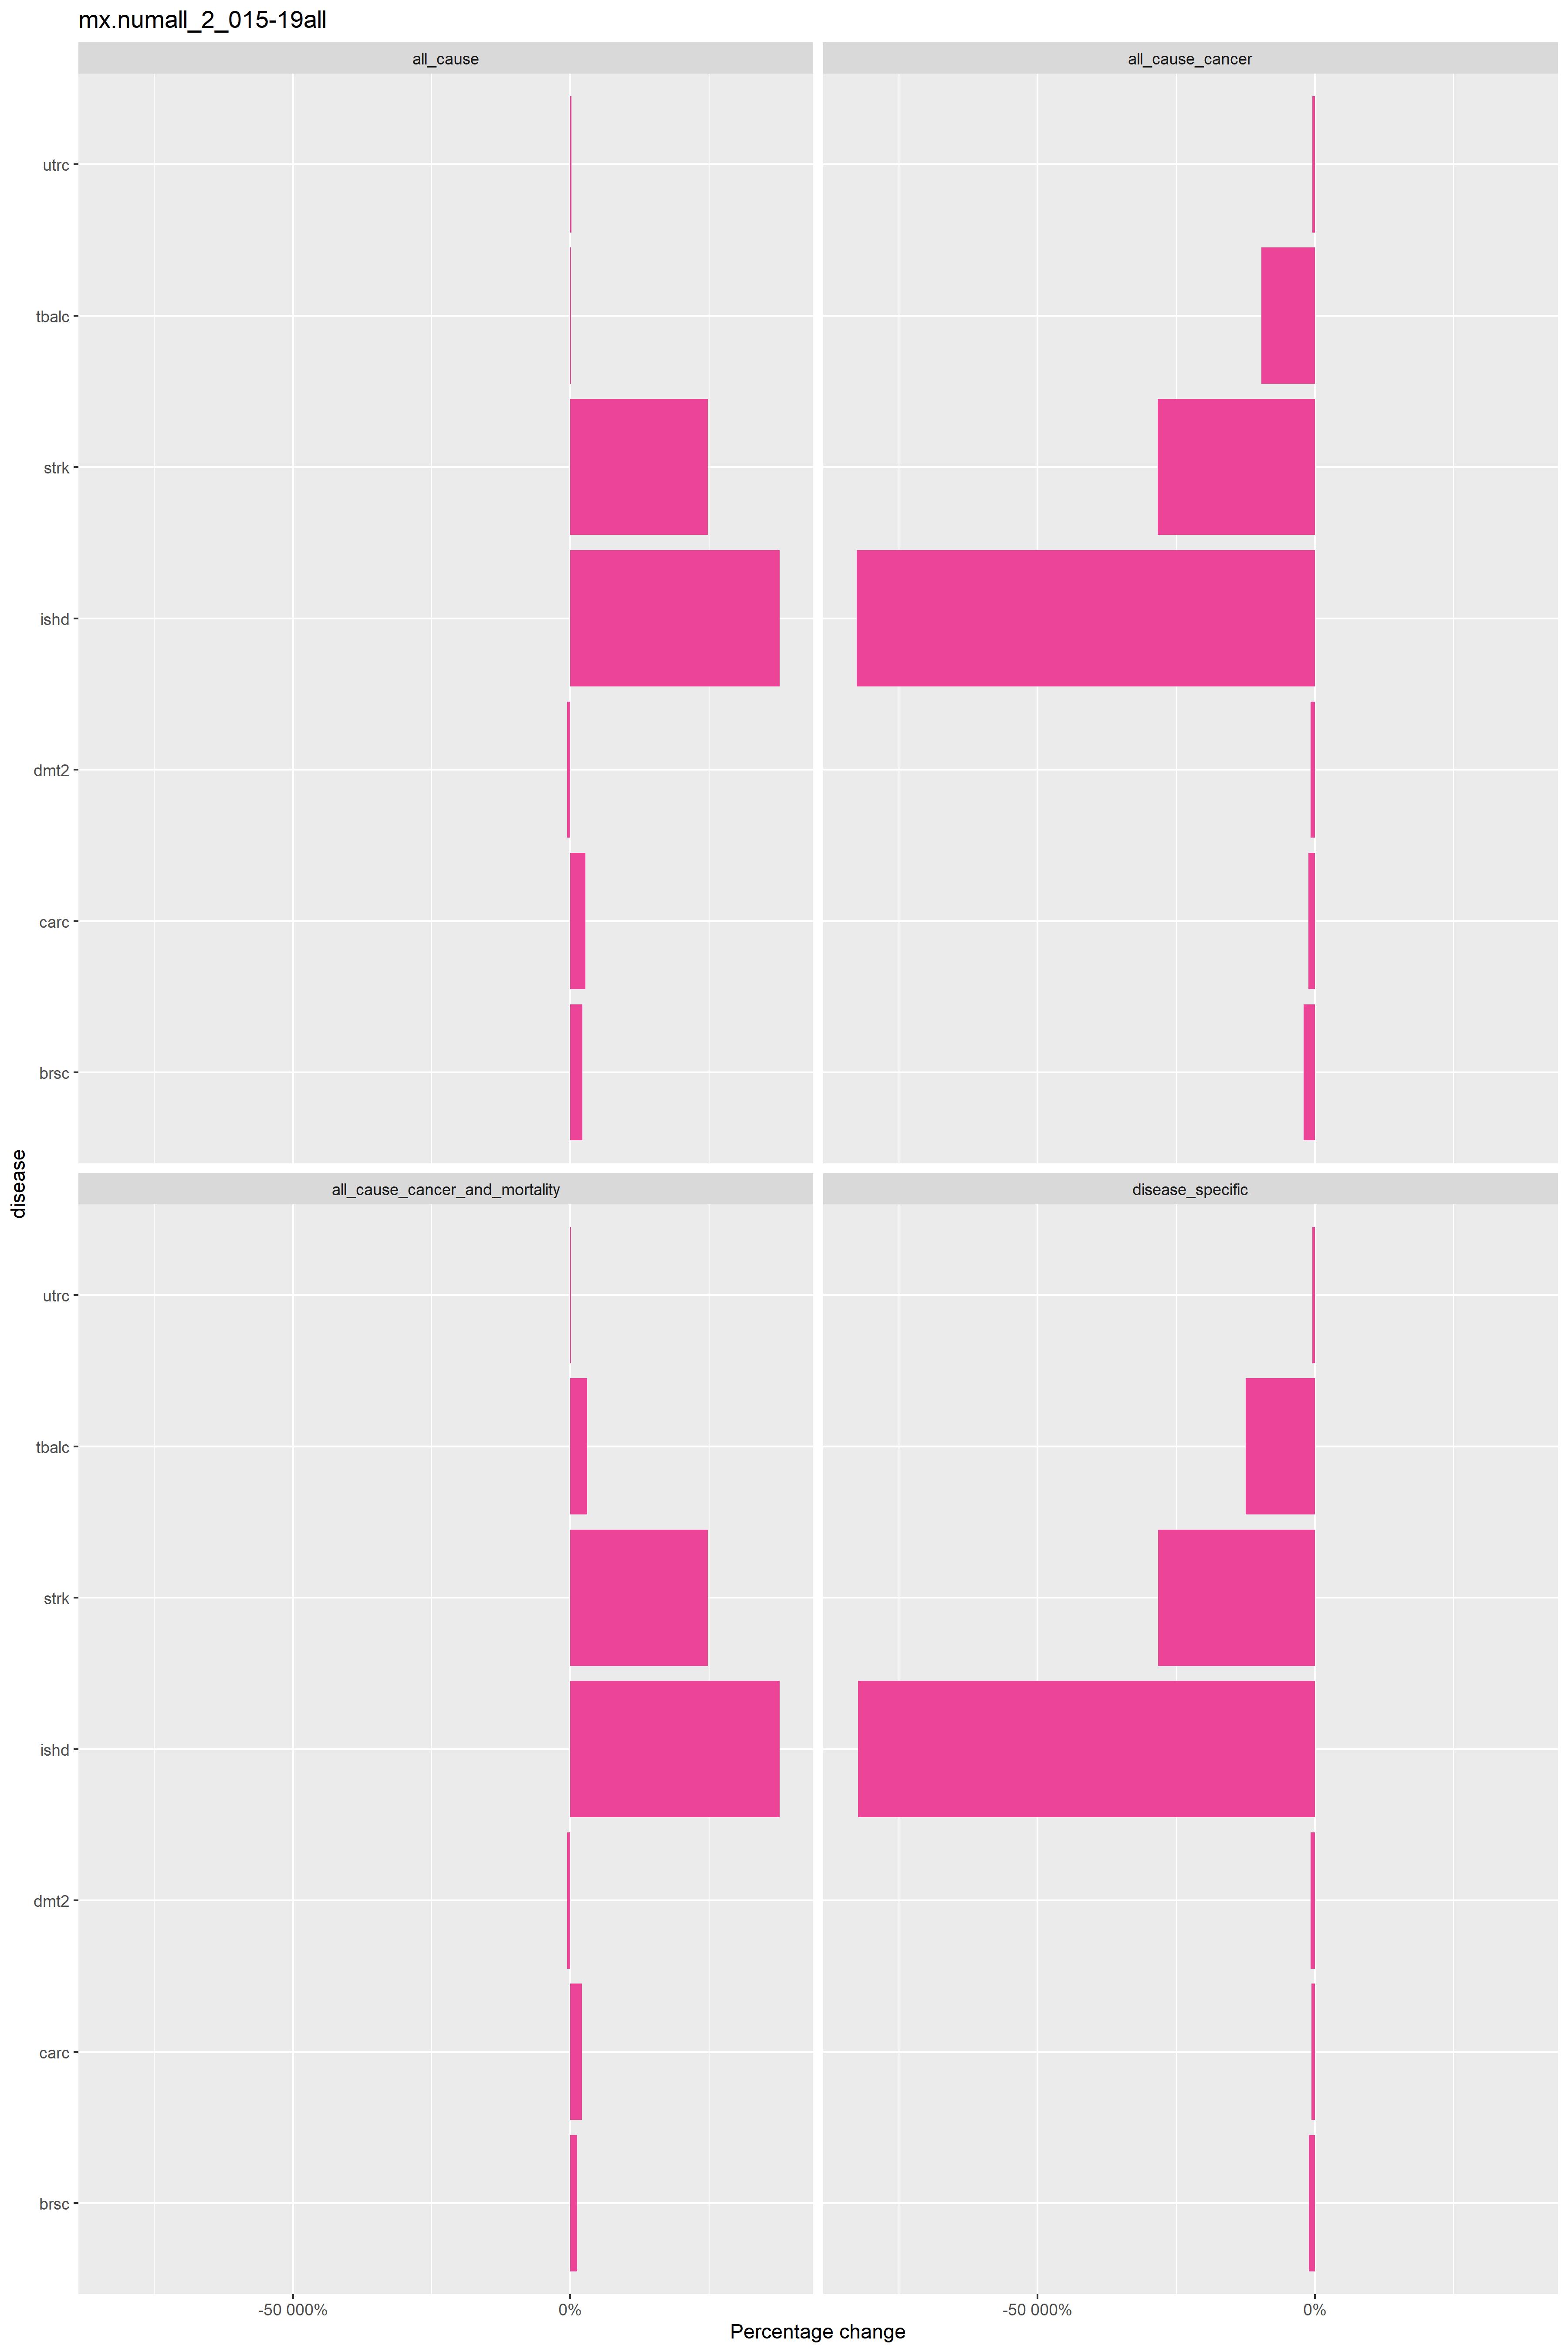 mx.numall_2_015-19all
all_cause
all_cause_cancer
utrc
tbalc
strk
ishd
dmt2
carc
brsc
disease
all_cause_cancer_and_mortality
disease_specific
utrc
tbalc
strk
ishd
dmt2
carc
brsc
-50 000%
0%
-50 000%
0%
Percentage change